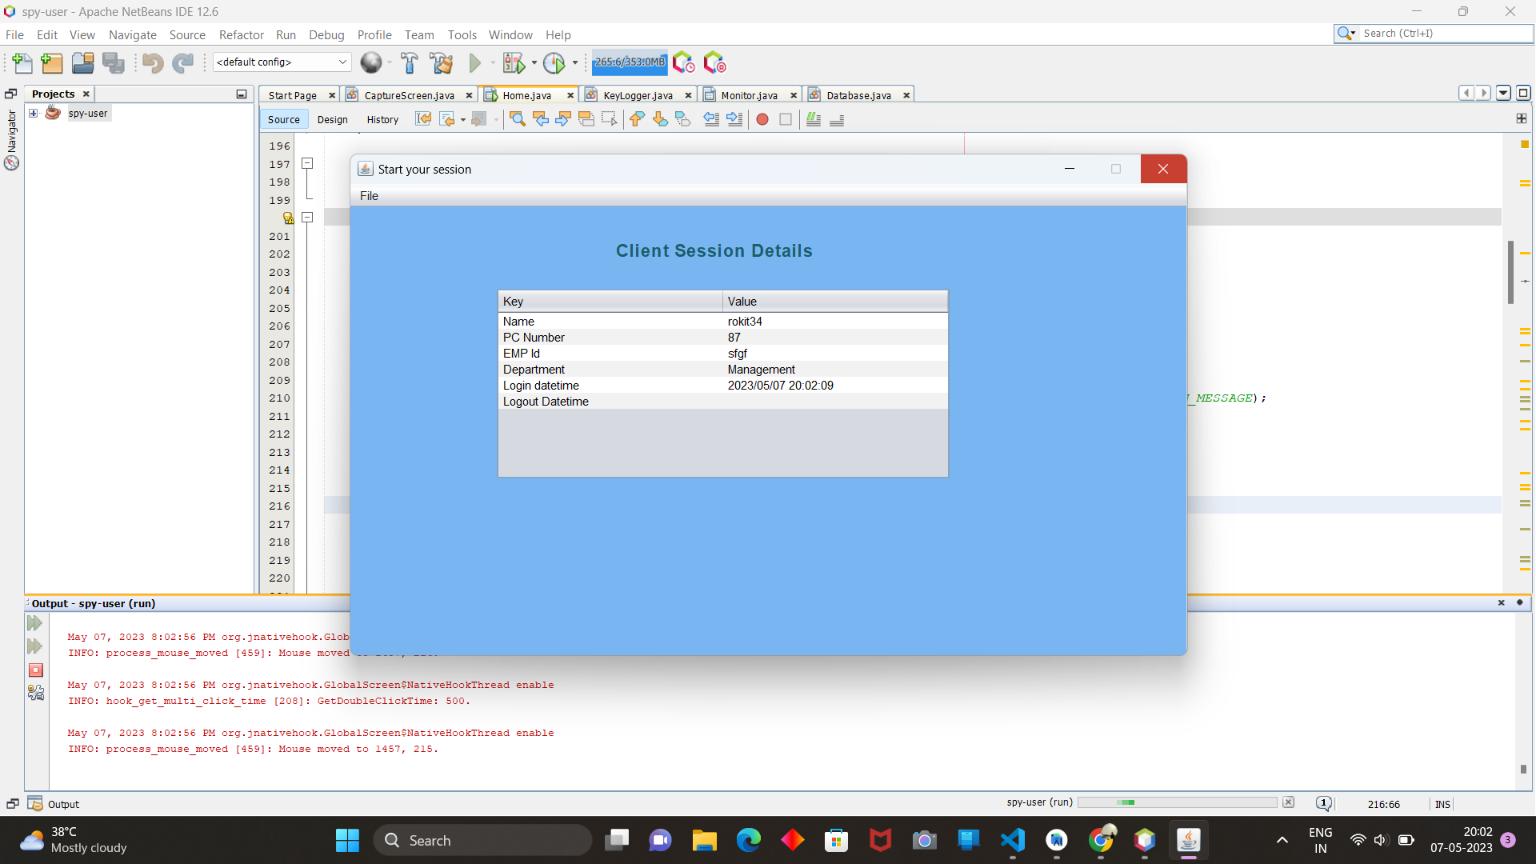 spy-user - Apache NetBeans IDE 12.6
File Edit View Navigate Source Refactor Run Debug Profile Team Tools Window Help
Search (Ctrl+I)
<default config>
265.6/353.0MB
Projects
Start Page CaptureScreen.java Home.java KeyLogger.java Monitor.java Database.java
Navigator
spy-user
Source Design History
196
197
198
199
201
202
203
204
205
206
207
208
209
210
_MESSAGE);
211
212
213
214
215
216
217
218
219
220
Start your session
File
Client Session Details
Key Value
Name rokit34
PC Number 87
EMP Id sfgf
Department Management
Login datetime 2023/05/07 20:02:09
Logout Datetime
Output - spy-user (run)
May 07, 2023 8:02:56 PM org.jnativehook.Glob
INFO: process_mouse_moved [459]: Mouse moved
May 07, 2023 8:02:56 PM org.jnativehook.GlobalScreen$NativeHookThread enable
INFO: hook_get_multi_click_time [208]: GetDoubleClickTime: 500.
May 07, 2023 8:02:56 PM org.jnativehook.GlobalScreen$NativeHookThread enable
INFO: process_mouse_moved [459]: Mouse moved to 1457, 215.
Output
spy-user (run)
1
216:66 INS
38°C
Mostly cloudy
Search
ENG
IN
20:02
07-05-2023
3